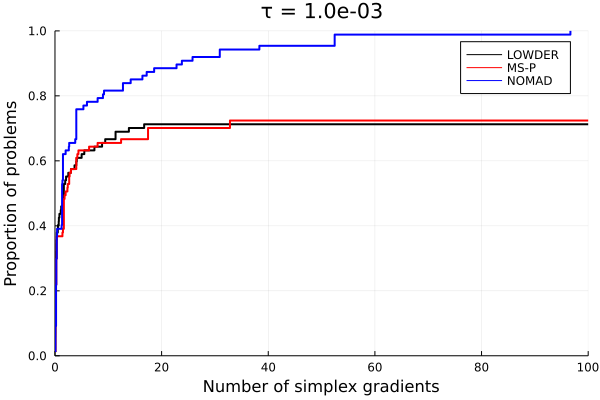 τ = 1.0e-03
Proportion of problems
1.0
0.8
0.6
0.4
0.2
0.0
LOWDER
MS-P
NOMAD
0 20 40 60 80 100
Number of simplex gradients